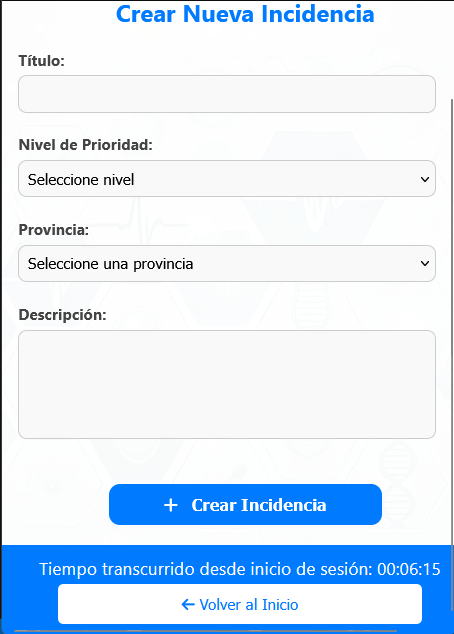 Crear Nueva Incidencia
Título:
Nivel de Prioridad:
Seleccione nivel
Provincia:
Seleccione una provincia
Descripción:
+ Crear Incidencia
Tiempo transcurrido desde inicio de sesión: 00:06:15
← Volver al Inicio